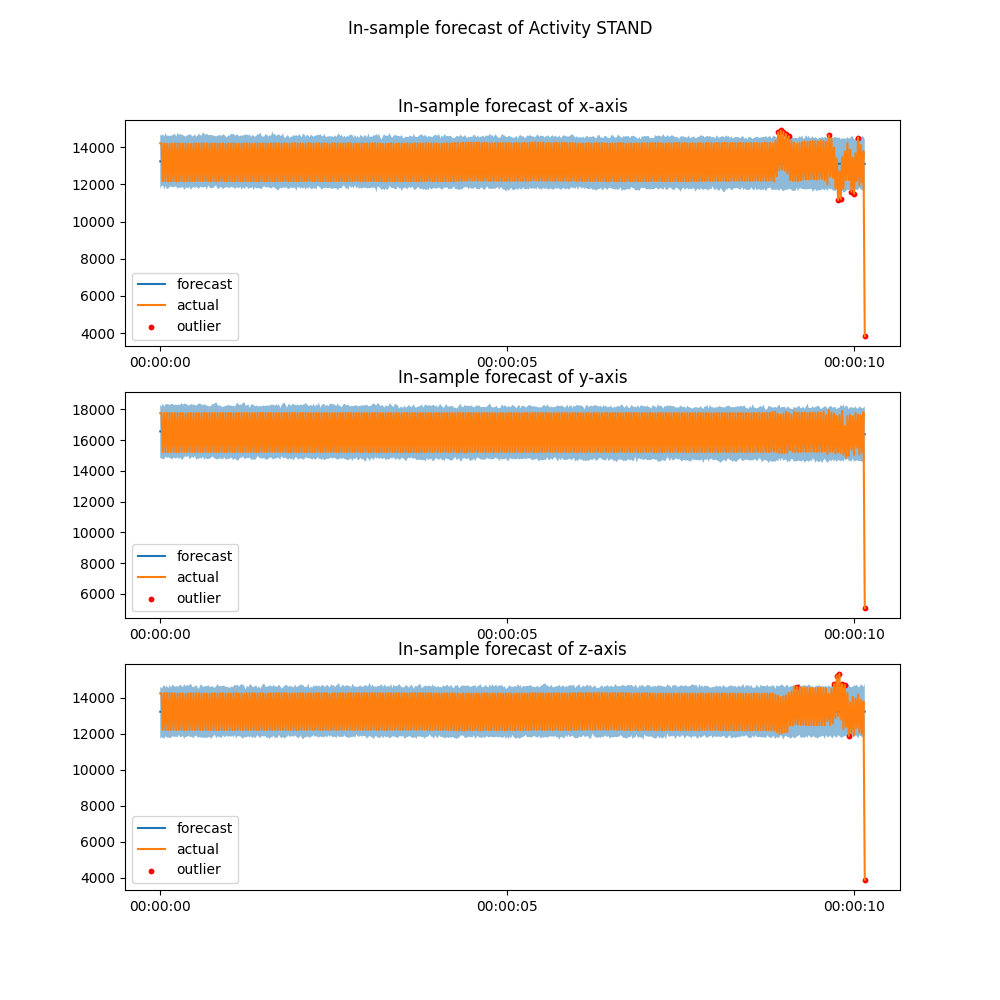 In-sample forecast of Activity STAND
In-sample forecast of x-axis
14000
12000
10000
8000
6000
4000
forecast
actual
outlier
00:00:00 00:00:05 00:00:10
In-sample forecast of y-axis
18000
16000
14000
12000
10000
8000
6000
forecast
actual
outlier
00:00:00 00:00:05 00:00:10
In-sample forecast of z-axis
14000
12000
10000
8000
6000
4000
forecast
actual
outlier
00:00:00 00:00:05 00:00:10